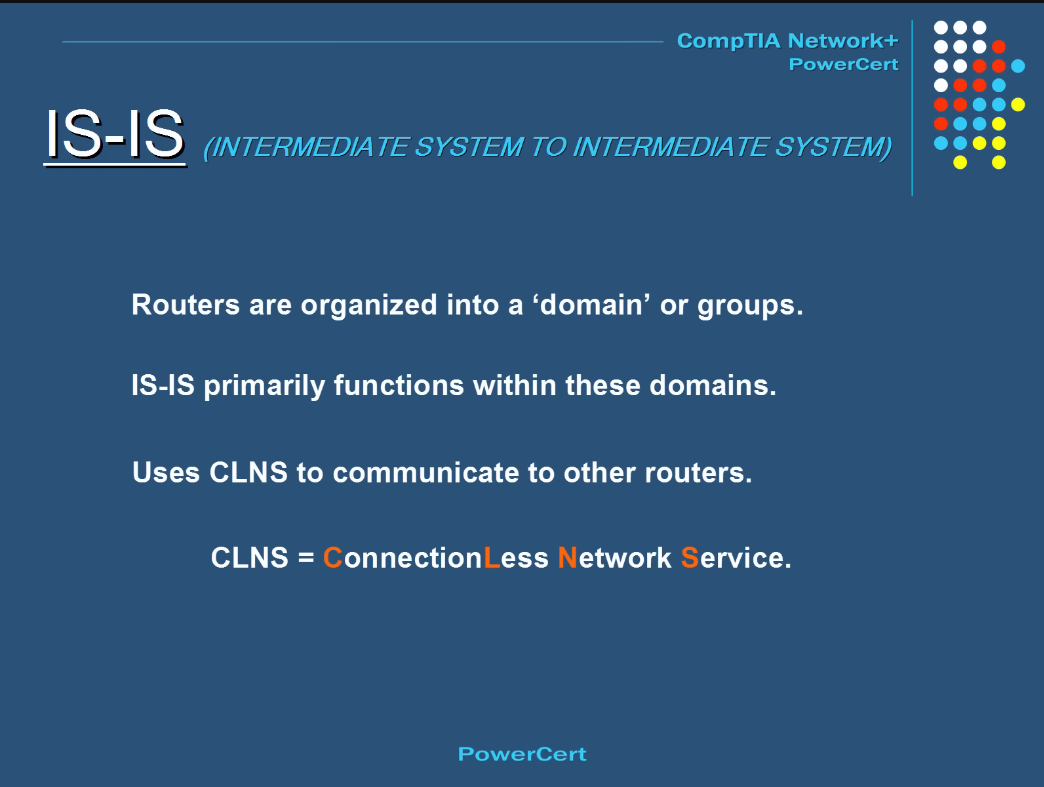 CompTIA Network+
PowerCert
IS-IS (INTERMEDIATE SYSTEM TO INTERMEDIATE SYSTEM)
Routers are organized into a ‘domain’ or groups.
IS-IS primarily functions within these domains.
Uses CLNS to communicate to other routers.
CLNS = ConnectionLess Network Service.
PowerCert